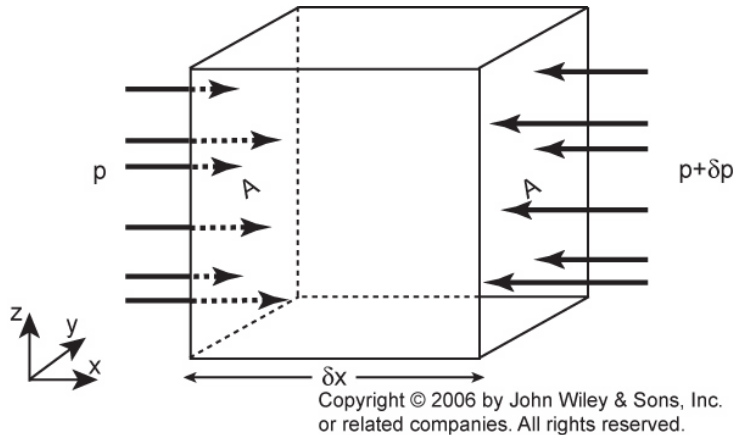 p
A
A
p+δp
z
y
x
δx
Copyright © 2006 by John Wiley & Sons, Inc.
or related companies. All rights reserved.